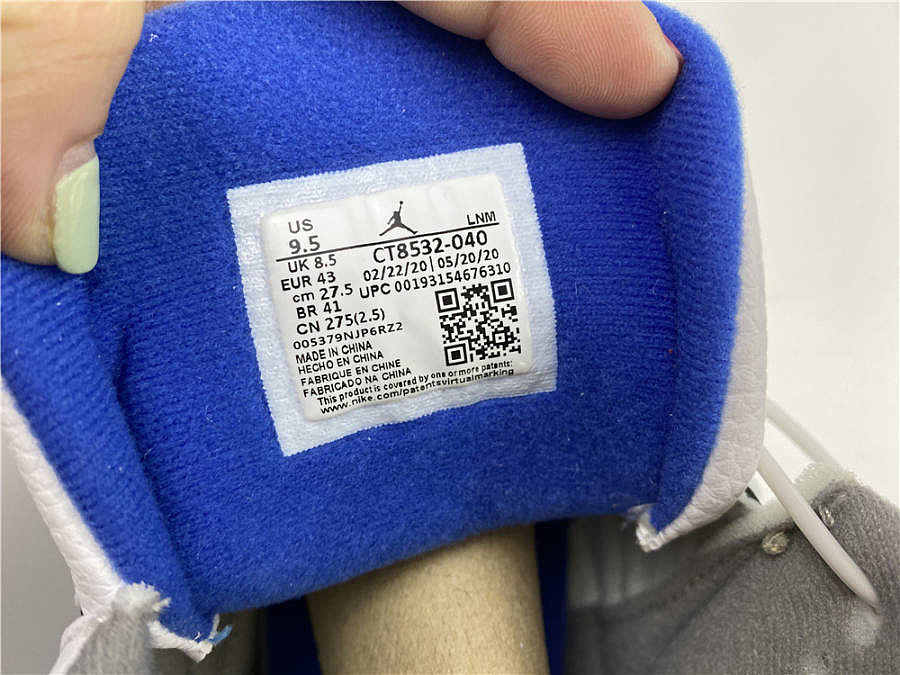 US LNM
9.5 CT8532-040
UK 8.5 02/22/20 | 05/20/20
EUR 43 UPC 00193154676310
cm 27.5
BR 41
CN 275(2.5)
005379NJP6RZ2
MADE IN CHINA
HECHO EN CHINA
FABRIQUE EN CHINE
FABRICADO NA CHINA
This product is covered by one or more patents:
www.nike.com/patentsvirtualmarking